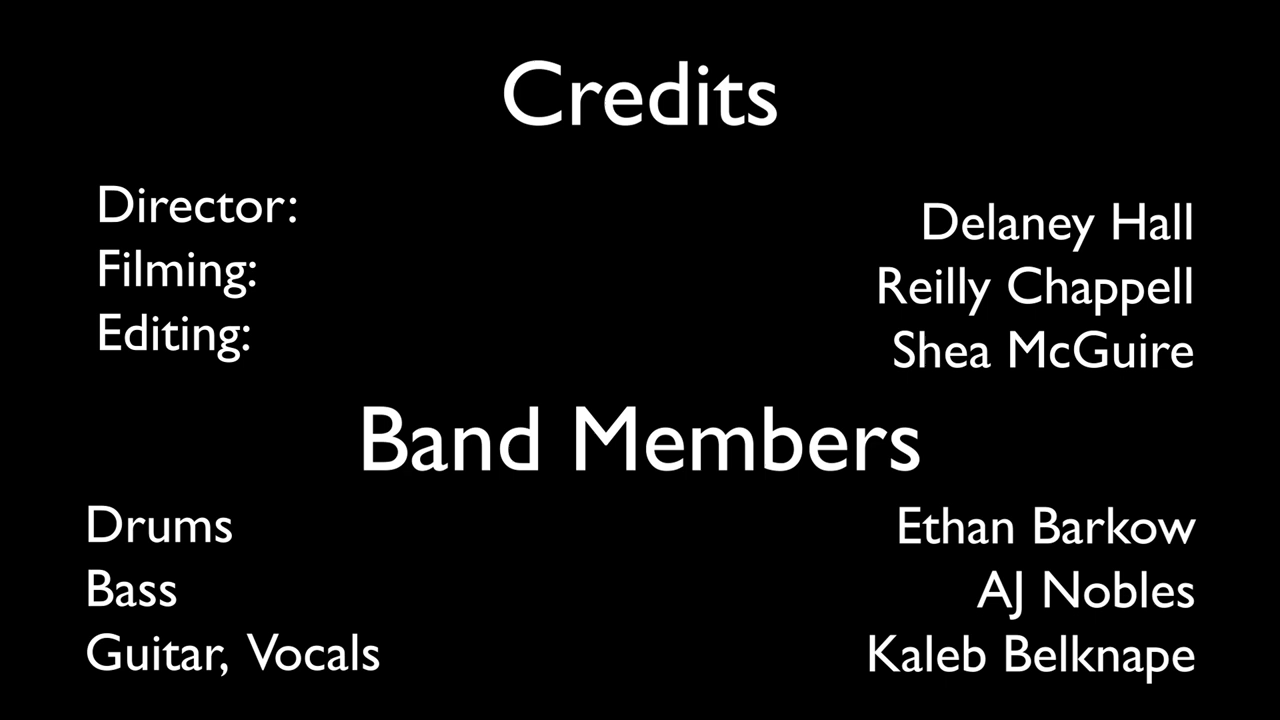 Credits
Director: Delaney Hall
Filming: Reilly Chappell
Editing: Shea McGuire
Band Members
Drums Ethan Barkow
Bass AJ Nobles
Guitar, Vocals Kaleb Belknape